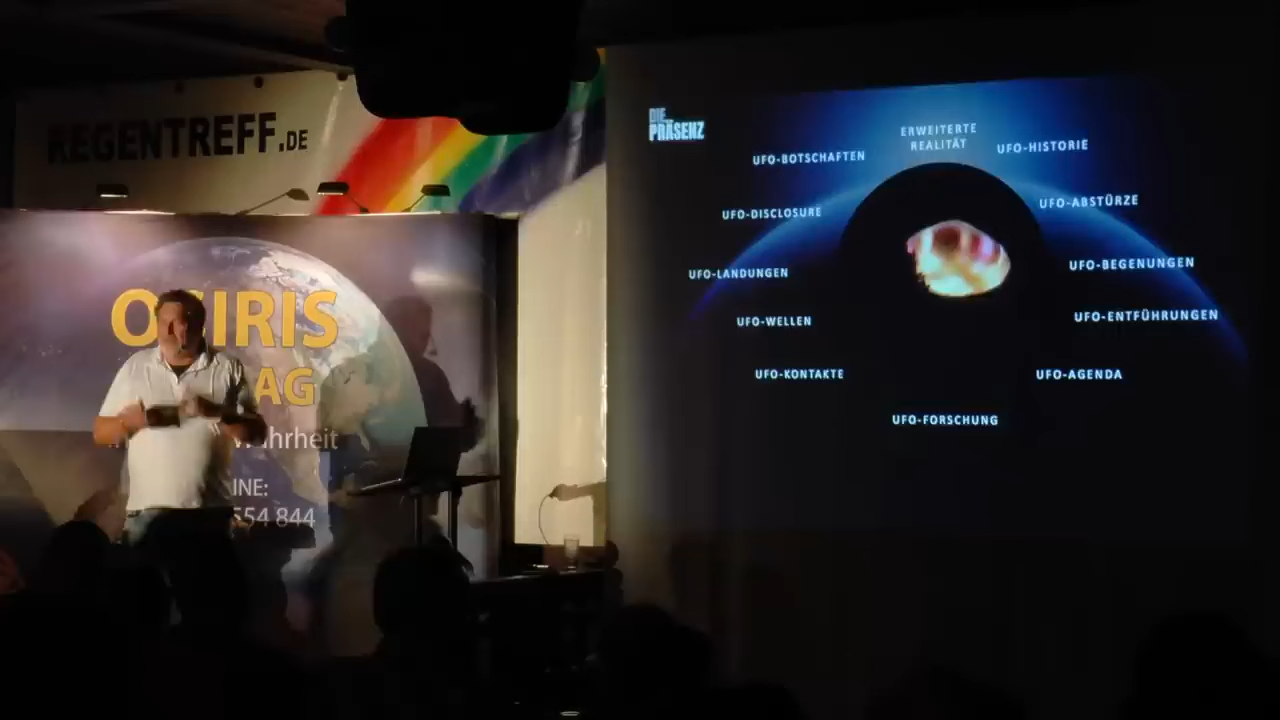 REGENTREFF.DE
OSIRIS
AG
Wahrheit
INE:
554 844
DIE
PRÄSENZ
ERWEITERTE
REALITÄT
UFO-BOTSCHAFTEN
UFO-HISTORIE
UFO-DISCLOSURE
UFO-ABSTÜRZE
UFO-LANDUNGEN
UFO-BEGENUNGEN
UFO-WELLEN
UFO-ENTFÜHRUNGEN
UFO-KONTAKTE
UFO-AGENDA
UFO-FORSCHUNG